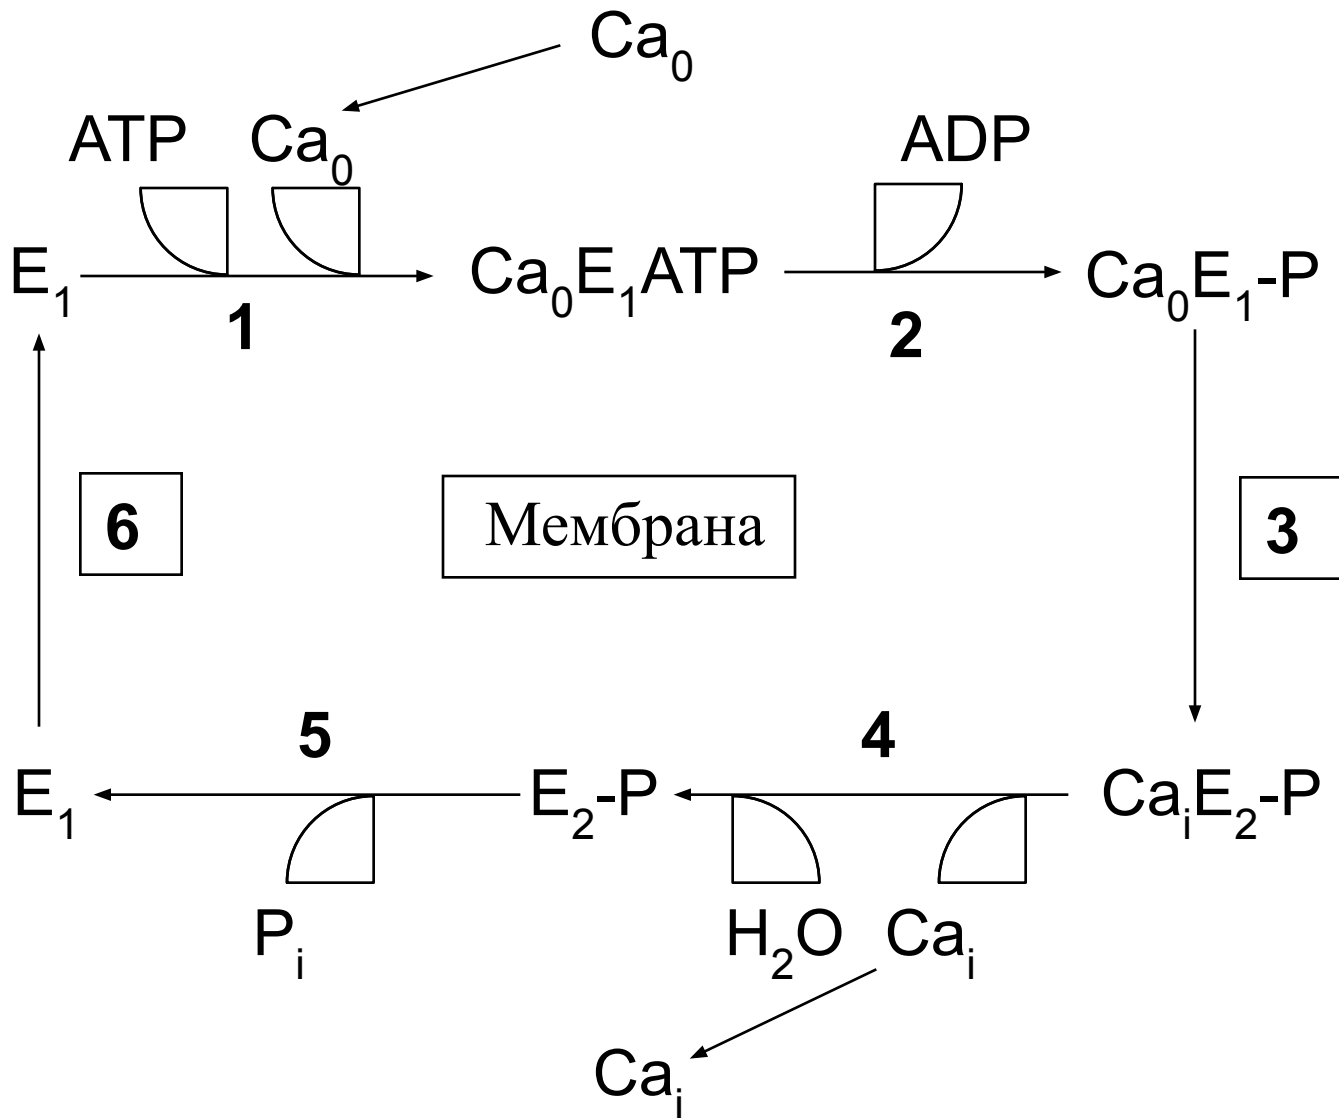 Ca₀
ATP Ca₀ ADP
E₁ Ca₀E₁ATP Ca₀E₁-P
1 2
6 Мембрана 3
5 4
E₁ E₂-P CaᵢE₂-P
Pᵢ H₂O Caᵢ
Caᵢ